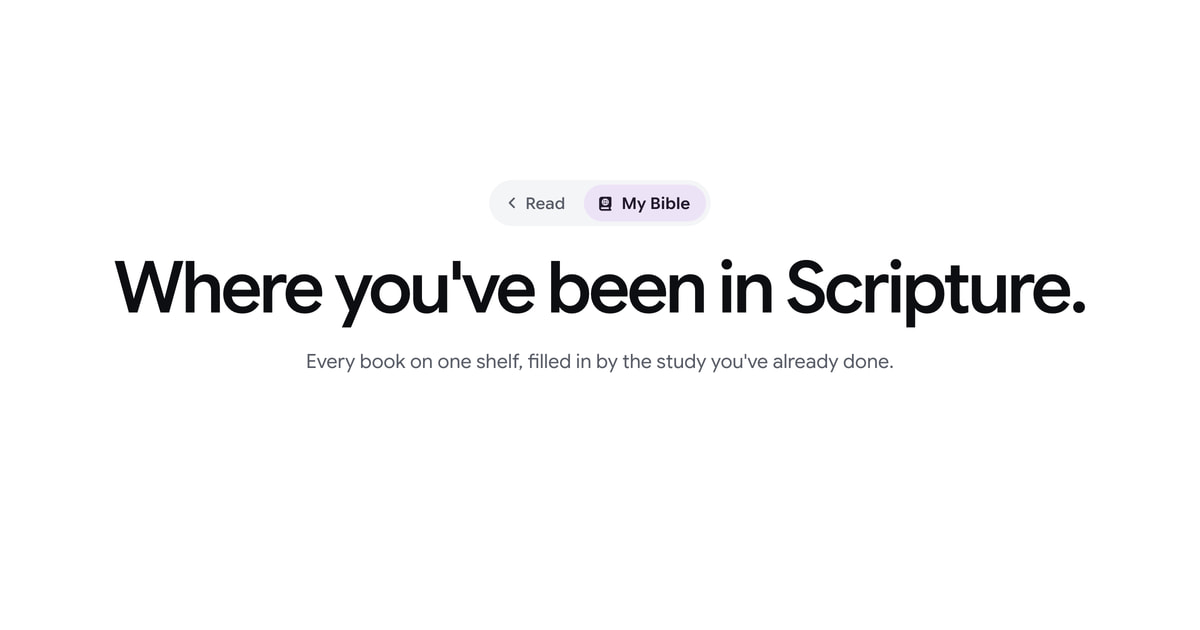 Read My Bible
Where you've been in Scripture.
Every book on one shelf, filled in by the study you've already done.